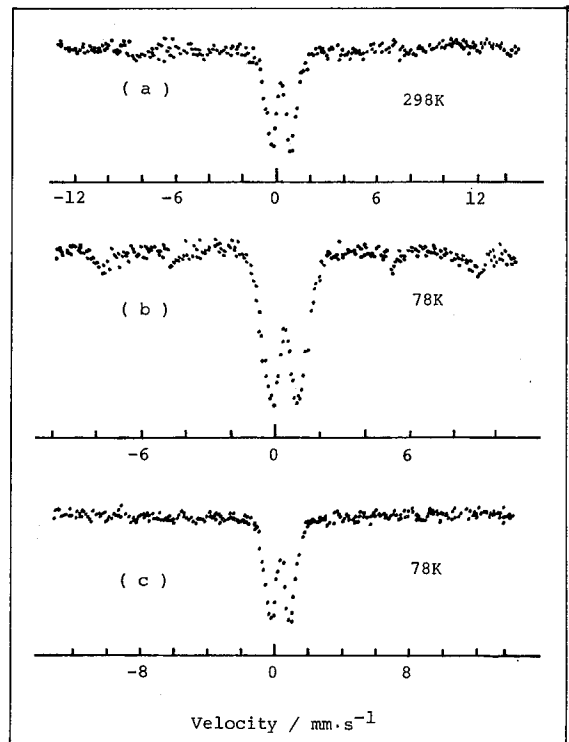 ( a )
298K
-12 -6 0 6 12
( b )
78K
-6 0 6
( c )
78K
-8 0 8
Velocity / mm·s⁻¹